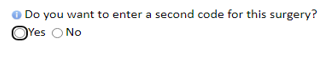 Do you want to enter a second code for this surgery?
Yes No